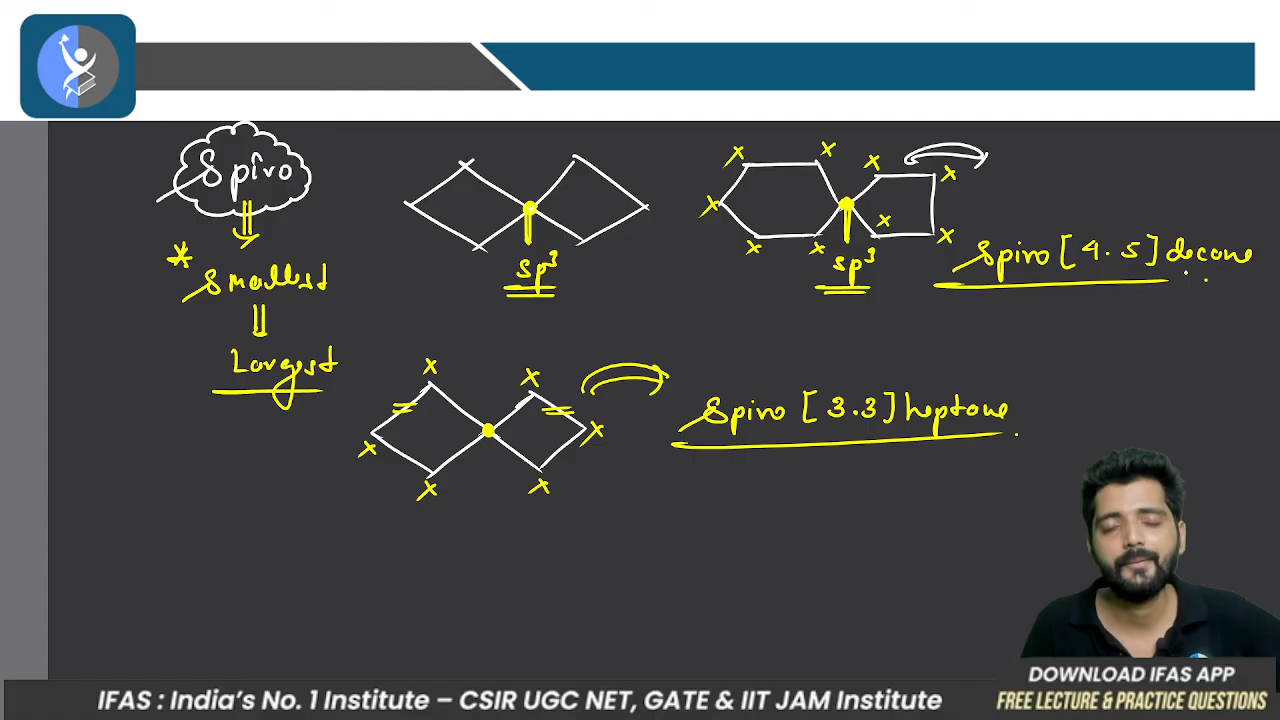 Spiro
* Smallest
Largest
sp³
sp³
Spiro [4.5] decane
Spiro [3.3] heptane
DOWNLOAD IFAS APP
FREE LECTURE & PRACTICE QUESTIONS
IFAS : India's No. 1 Institute – CSIR UGC NET, GATE & IIT JAM Institute